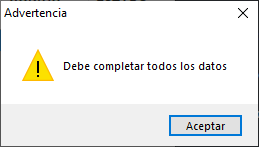 Advertencia
Debe completar todos los datos
Aceptar